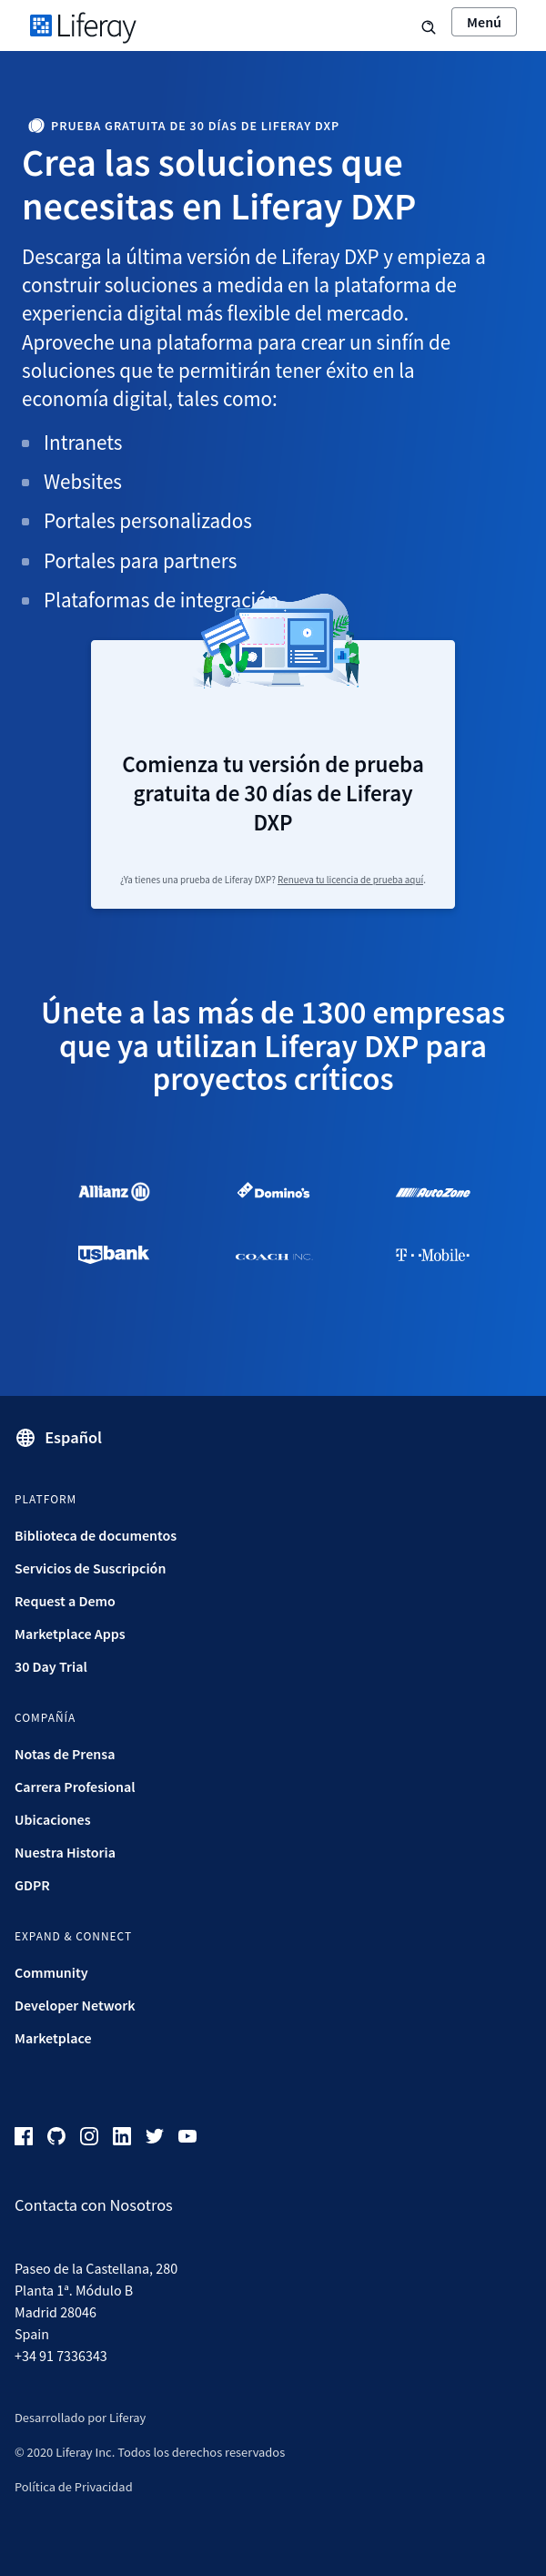 Liferay
Menú
PRUEBA GRATUITA DE 30 DÍAS DE LIFERAY DXP
Crea las soluciones que
necesitas en Liferay DXP
Descarga la última versión de Liferay DXP y empieza a
construir soluciones a medida en la plataforma de
experiencia digital más flexible del mercado.
Aproveche una plataforma para crear un sinfín de
soluciones que te permitirán tener éxito en la
economía digital, tales como:
Intranets
Websites
Portales personalizados
Portales para partners
Plataformas de integración
Comienza tu versión de prueba
gratuita de 30 días de Liferay
DXP
¿Ya tienes una prueba de Liferay DXP? Renueva tu licencia de prueba aquí.
Únete a las más de 1300 empresas
que ya utilizan Liferay DXP para
proyectos críticos
Allianz
Domino's
AutoZone
usbank
COACH INC.
T Mobile
Español
PLATFORM
Biblioteca de documentos
Servicios de Suscripción
Request a Demo
Marketplace Apps
30 Day Trial
COMPAÑÍA
Notas de Prensa
Carrera Profesional
Ubicaciones
Nuestra Historia
GDPR
EXPAND & CONNECT
Community
Developer Network
Marketplace
Contacta con Nosotros
Paseo de la Castellana, 280
Planta 1ª. Módulo B
Madrid 28046
Spain
+34 91 7336343
Desarrollado por Liferay
© 2020 Liferay Inc. Todos los derechos reservados
Política de Privacidad